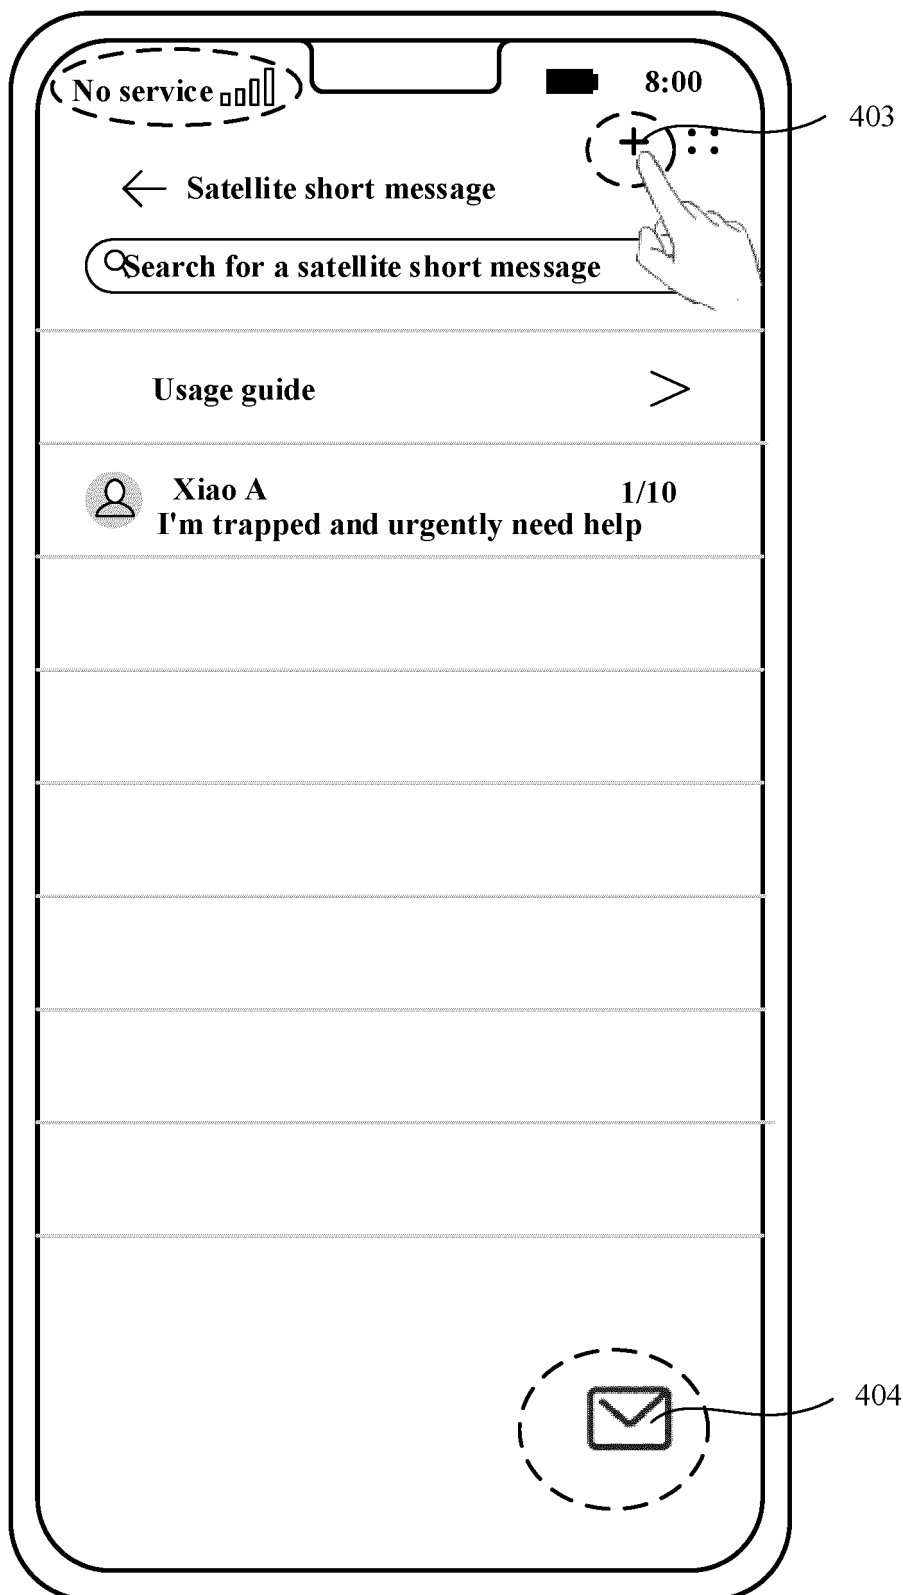 No service
8:00
403
Satellite short message
Search for a satellite short message
Usage guide
Xiao A
1/10
I'm trapped and urgently need help
404